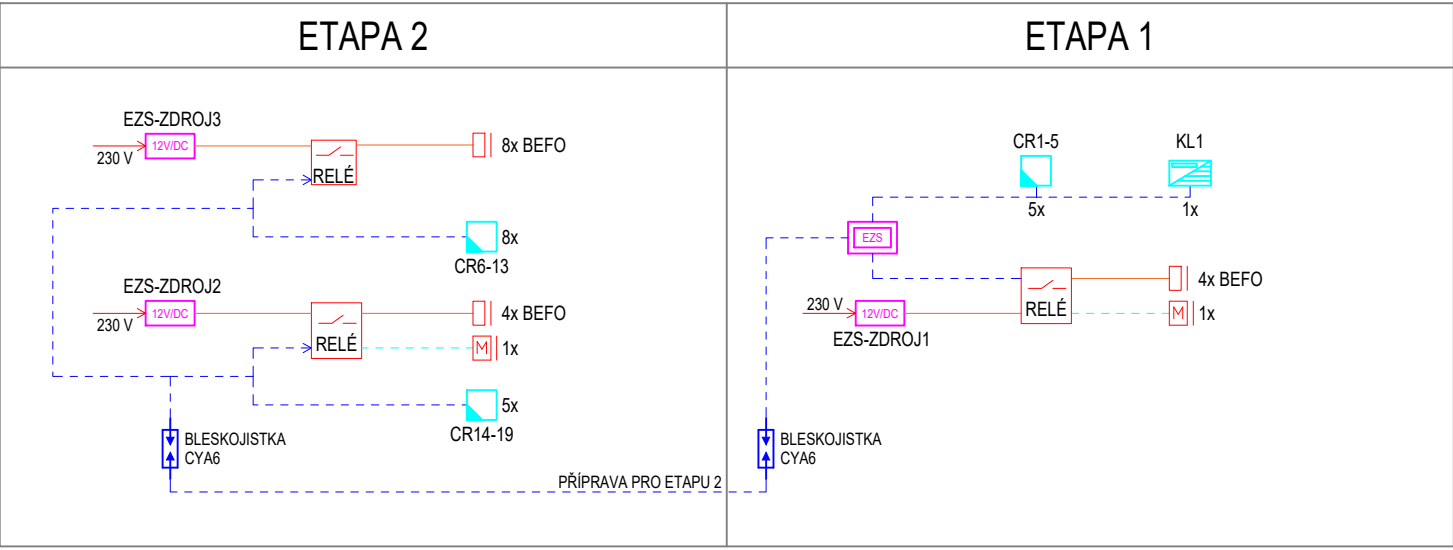 ETAPA 2
ETAPA 1
EZS-ZDROJ3
230 V
12V/DC
RELÉ
8x BEFO
8x
CR6-13
EZS-ZDROJ2
230 V
12V/DC
RELÉ
4x BEFO
M
1x
5x
CR14-19
BLESKOJISTKA
CYA6
PŘÍPRAVA PRO ETAPU 2
CR1-5
KL1
5x
1x
EZS
230 V
12V/DC
EZS-ZDROJ1
RELÉ
4x BEFO
M
1x
BLESKOJISTKA
CYA6